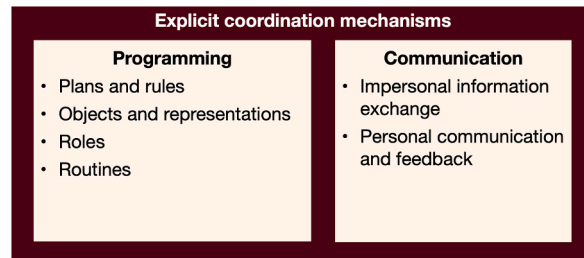 Explicit coordination mechanisms
Programming
• Plans and rules
• Objects and representations
• Roles
• Routines
Communication
• Impersonal information
exchange
• Personal communication
and feedback